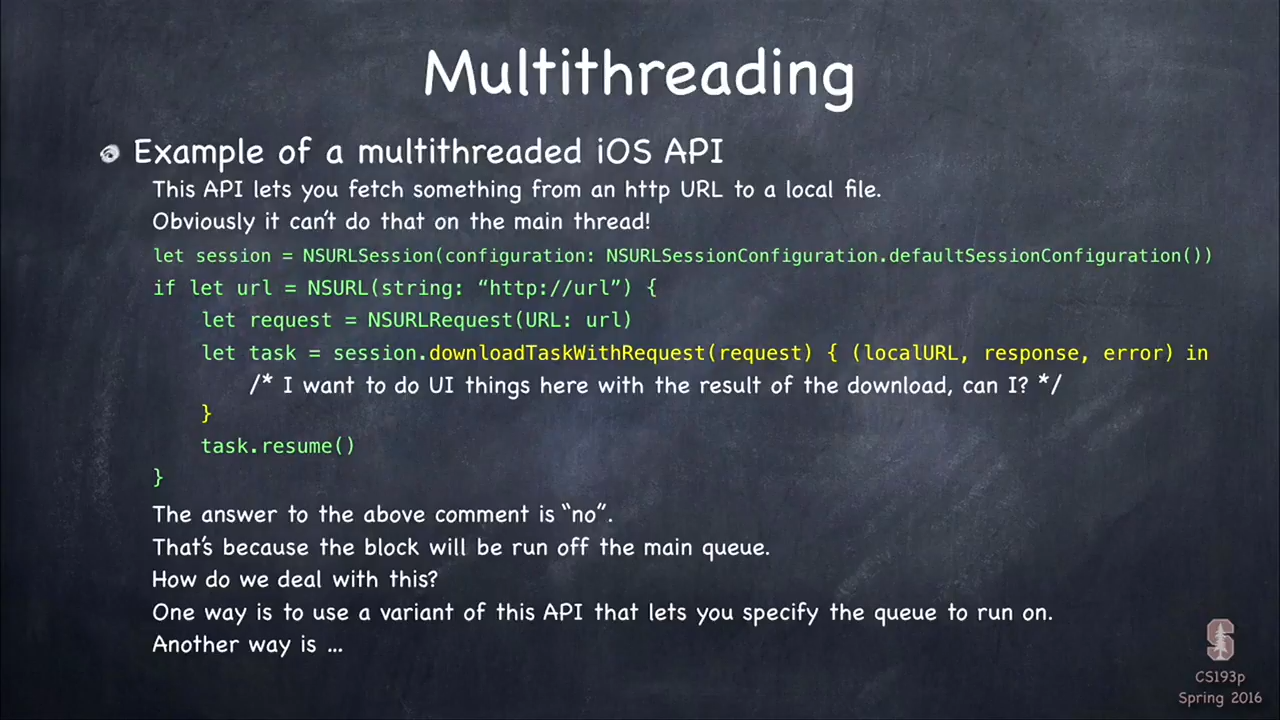 Multithreading
Example of a multithreaded iOS API
This API lets you fetch something from an http URL to a local file.
Obviously it can't do that on the main thread!
let session = NSURLSession(configuration: NSURLSessionConfiguration.defaultSessionConfiguration())
if let url = NSURL(string: “http://url”) {
let request = NSURLRequest(URL: url)
let task = session.downloadTaskWithRequest(request) { (localURL, response, error) in
/* I want to do UI things here with the result of the download, can I? */
}
task.resume()
}
The answer to the above comment is “no”.
That's because the block will be run off the main queue.
How do we deal with this?
One way is to use a variant of this API that lets you specify the queue to run on.
Another way is ...
S
CS193p
Spring 2016